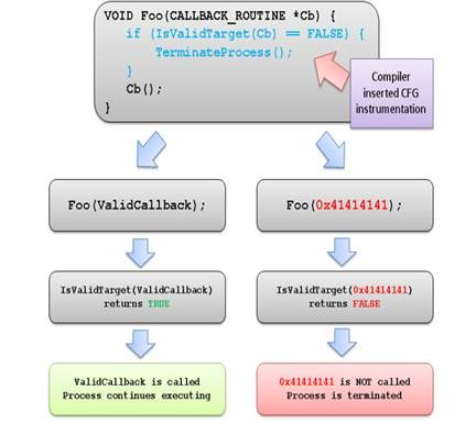 VOID Foo(CALLBACK_ROUTINE *Cb) {
if (IsValidTarget(Cb) == FALSE) {
TerminateProcess();
}
Cb();
}
Compiler
inserted CFG
instrumentation
Foo(ValidCallback);
Foo(0x41414141);
IsValidTarget(ValidCallback)
returns TRUE
IsValidTarget(0x41414141)
returns FALSE
ValidCallback is called
Process continues executing
0x41414141 is NOT called
Process is terminated